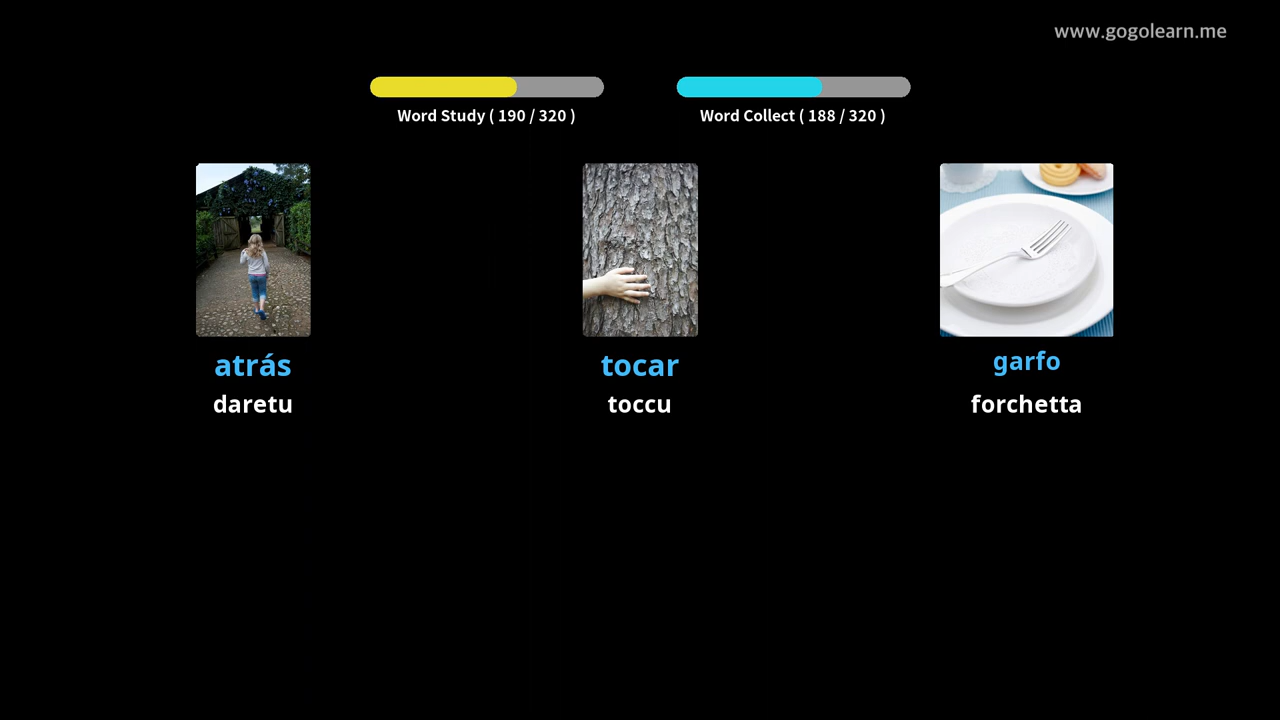 www.gogolearn.me
Word Study ( 190 / 320 )
Word Collect ( 188 / 320 )
atrás
tocar
garfo
daretu
toccu
forchetta